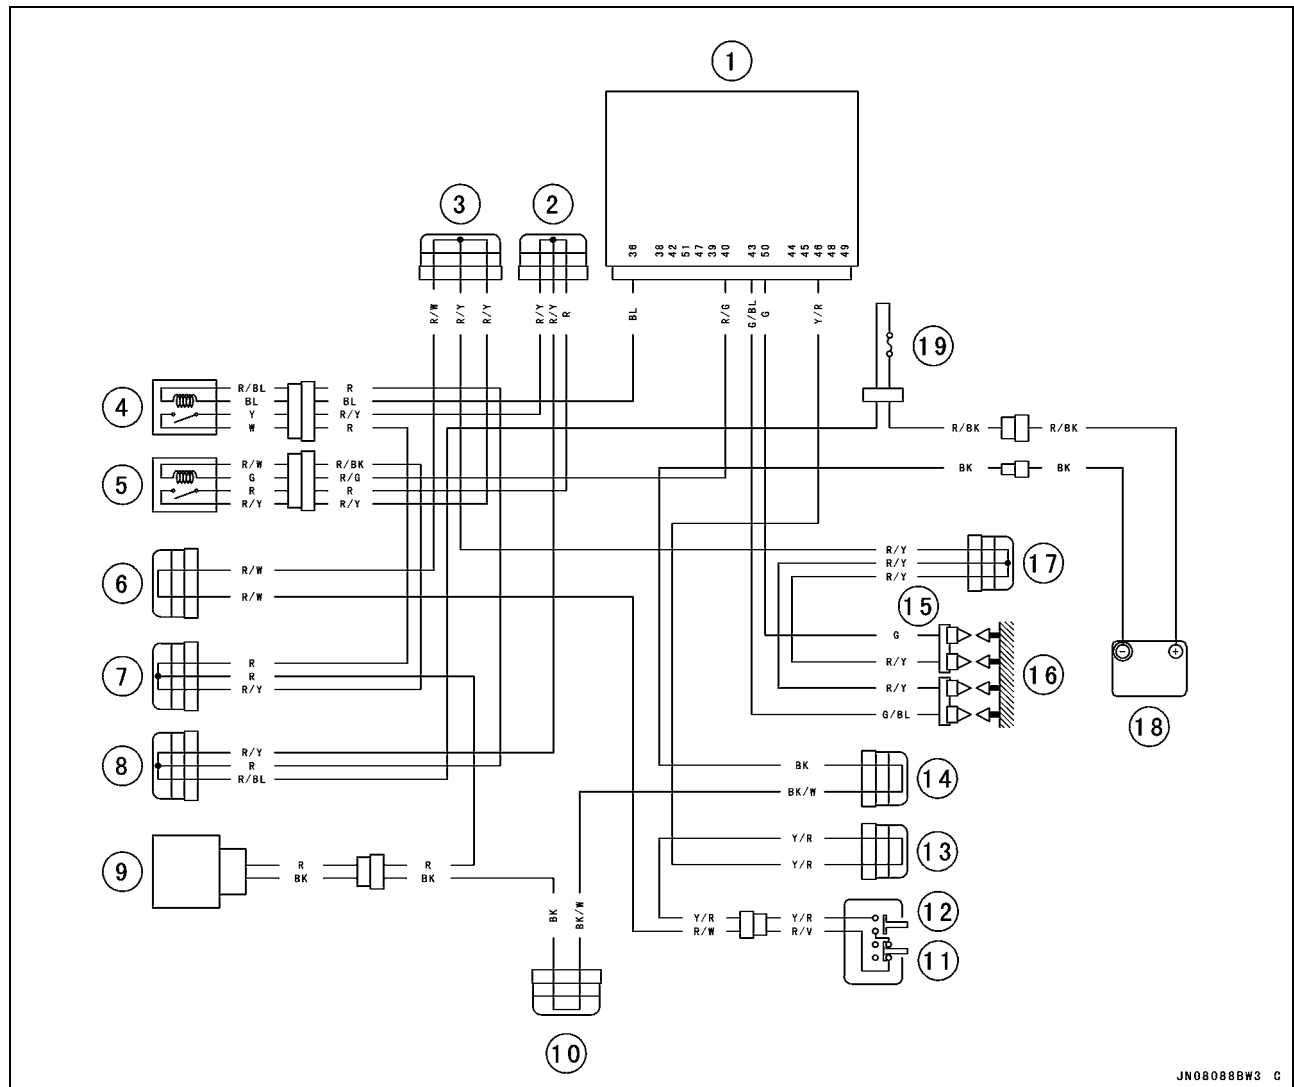 1
3
2
36
38
42
51
47
39
40
43
50
44
45
46
48
49
R/W
R/Y
R/Y
R/Y
R/Y
R
BL
R/G
G/BL
G
Y/R
19
4
R/BL
R
BL
BL
Y
R/Y
W
R
R/BK
R/BK
BK
BK
5
R/W
R/BK
G
R/G
R
R
R/Y
R/Y
6
R/W
R/W
R/Y
R/Y
R/Y
17
15
G
R/Y
R/Y
G/BL
16
7
R
R
R/Y
18
8
R/Y
R
R/BL
BK
BK/W
14
9
R
R
BK
BK
Y/R
Y/R
13
BK
BK/W
Y/R
Y/R
R/W
R/V
12
11
10
JN08088BW3 C